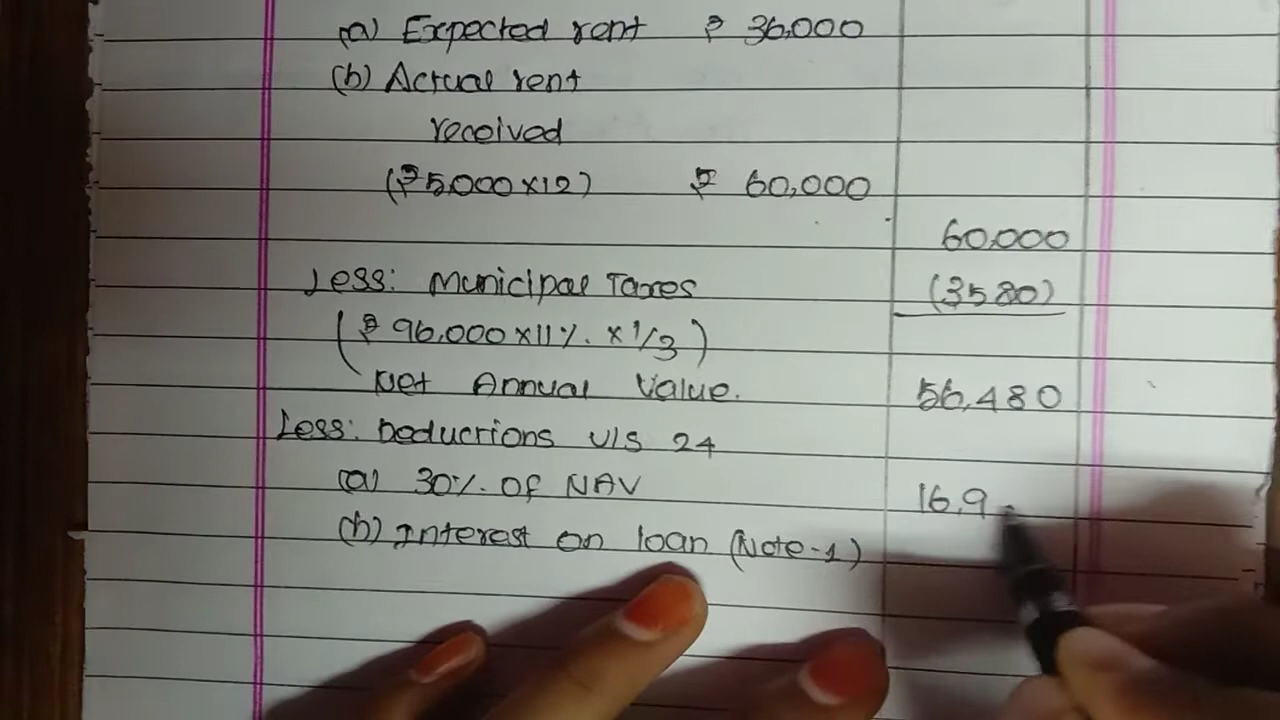 (a) Expected rent ₹ 36,000
(b) Actual rent
received
(₹5,000×12) ₹ 60,000
60,000
Less: Municipal Taxes (3580)
(₹ 96,000×11%.×1/3)
Net Annual Value. 56,480
Less: Deductions U/S 24
(a) 30%. OF NAV 16,9
(b) Interest on loan (Note-1)